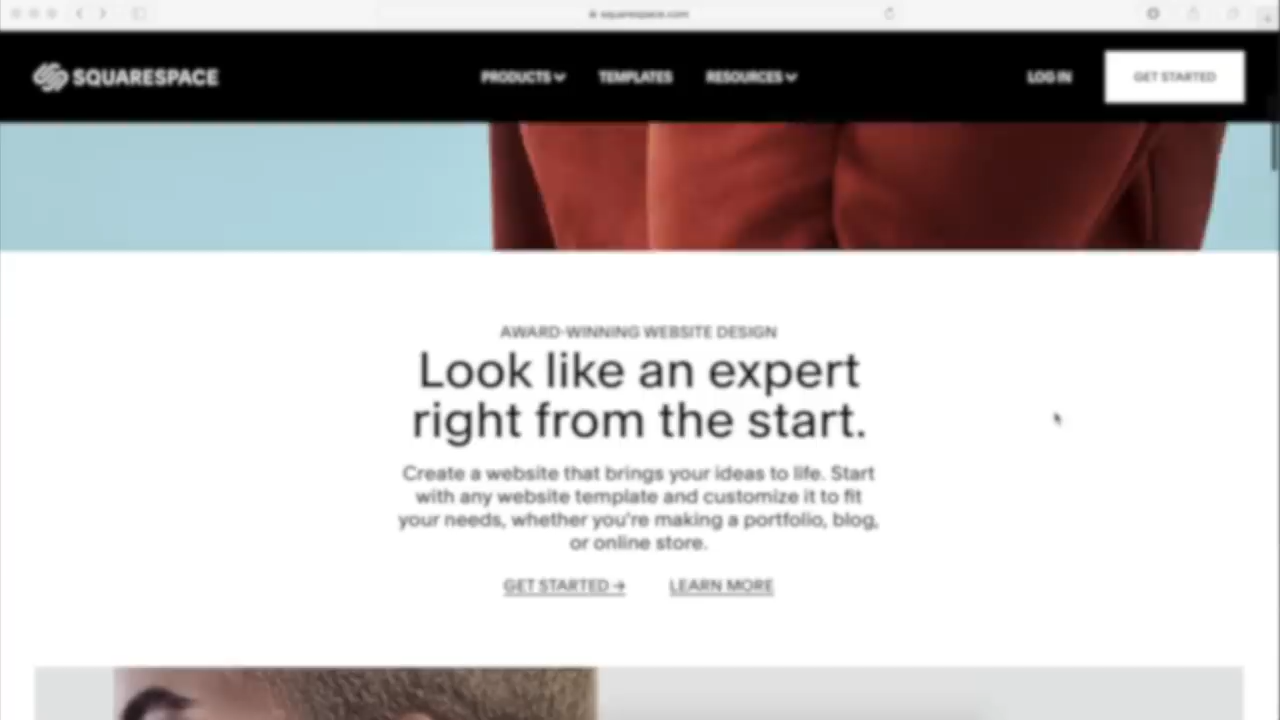 squarespace.com
SQUARESPACE
PRODUCTS
TEMPLATES
RESOURCES
LOG IN
GET STARTED
AWARD-WINNING WEBSITE DESIGN
Look like an expert
right from the start.
Create a website that brings your ideas to life. Start
with any website template and customize it to fit
your needs, whether you're making a portfolio, blog,
or online store.
GET STARTED → LEARN MORE